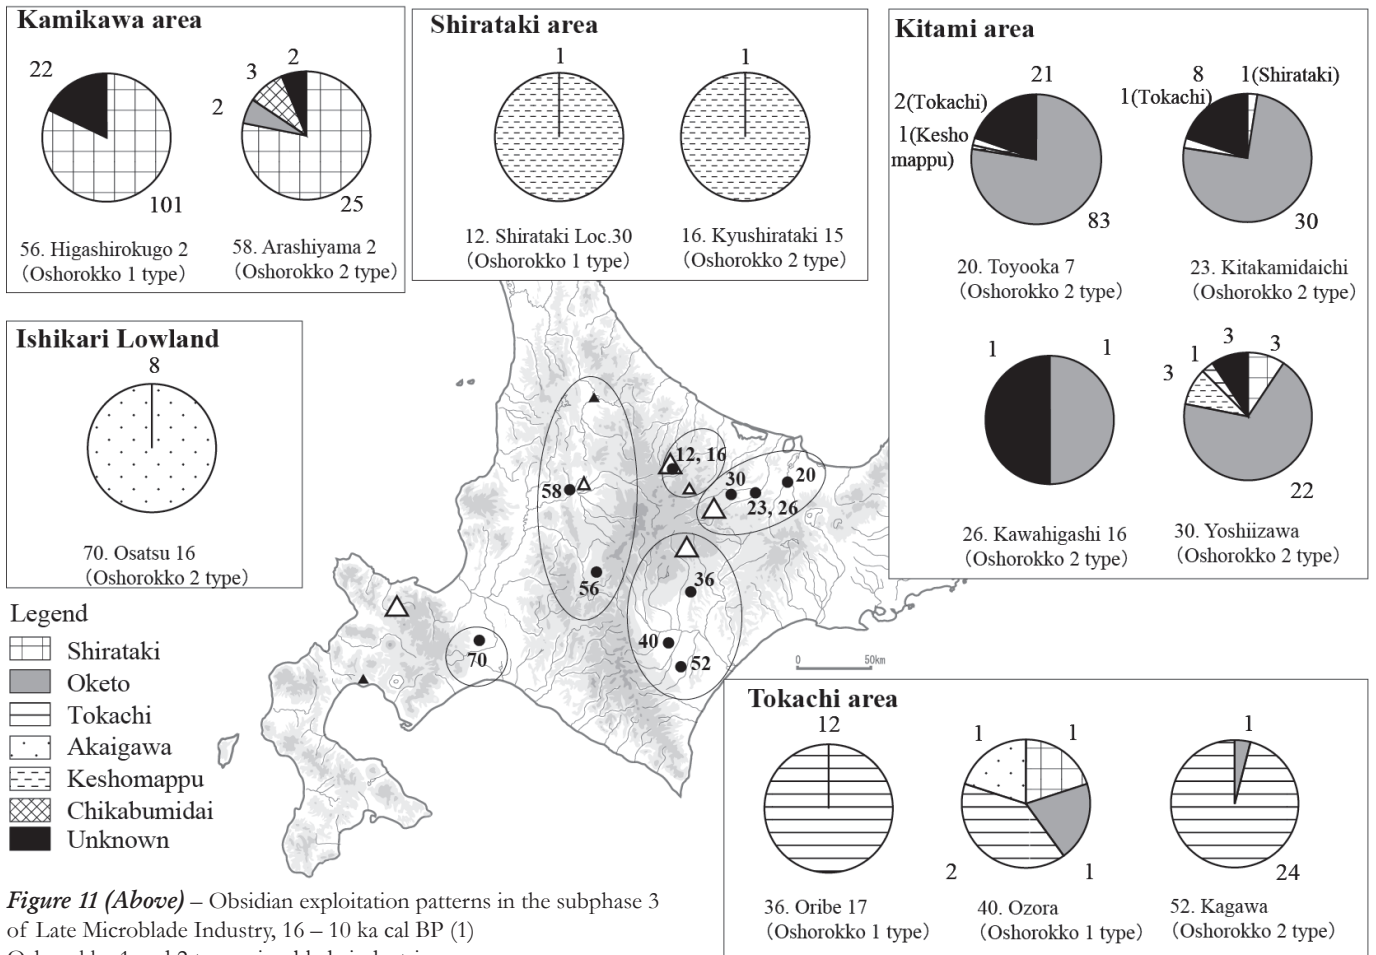 Kamikawa area
22
101
2
3
2
25
56. Higashirokugo 2
(Oshorokko 1 type)
58. Arashiyama 2
(Oshorokko 2 type)
Shirataki area
1
1
12. Shirataki Loc.30
(Oshorokko 1 type)
16. Kyushirataki 15
(Oshorokko 2 type)
Kitami area
21
2(Tokachi)
1(Kesho
mappu)
83
8
1(Shirataki)
1(Tokachi)
30
20. Toyooka 7
(Oshorokko 2 type)
23. Kitakamidaichi
(Oshorokko 2 type)
1
1
3
3
1
3
22
26. Kawahigashi 16
(Oshorokko 2 type)
30. Yoshiizawa
(Oshorokko 2 type)
Ishikari Lowland
8
70. Osatsu 16
(Oshorokko 2 type)
12, 16
20
30
23, 26
58
56
36
40
52
70
0
50km
Legend
Shirataki
Oketo
Tokachi
Akaigawa
Keshomappu
Chikabumidai
Unknown
Tokachi area
12
1
1
2
1
1
24
36. Oribe 17
(Oshorokko 1 type)
40. Ozora
(Oshorokko 1 type)
52. Kagawa
(Oshorokko 2 type)
Figure 11 (Above) – Obsidian exploitation patterns in the subphase 3
of Late Microblade Industry, 16 – 10 ka cal BP (1)